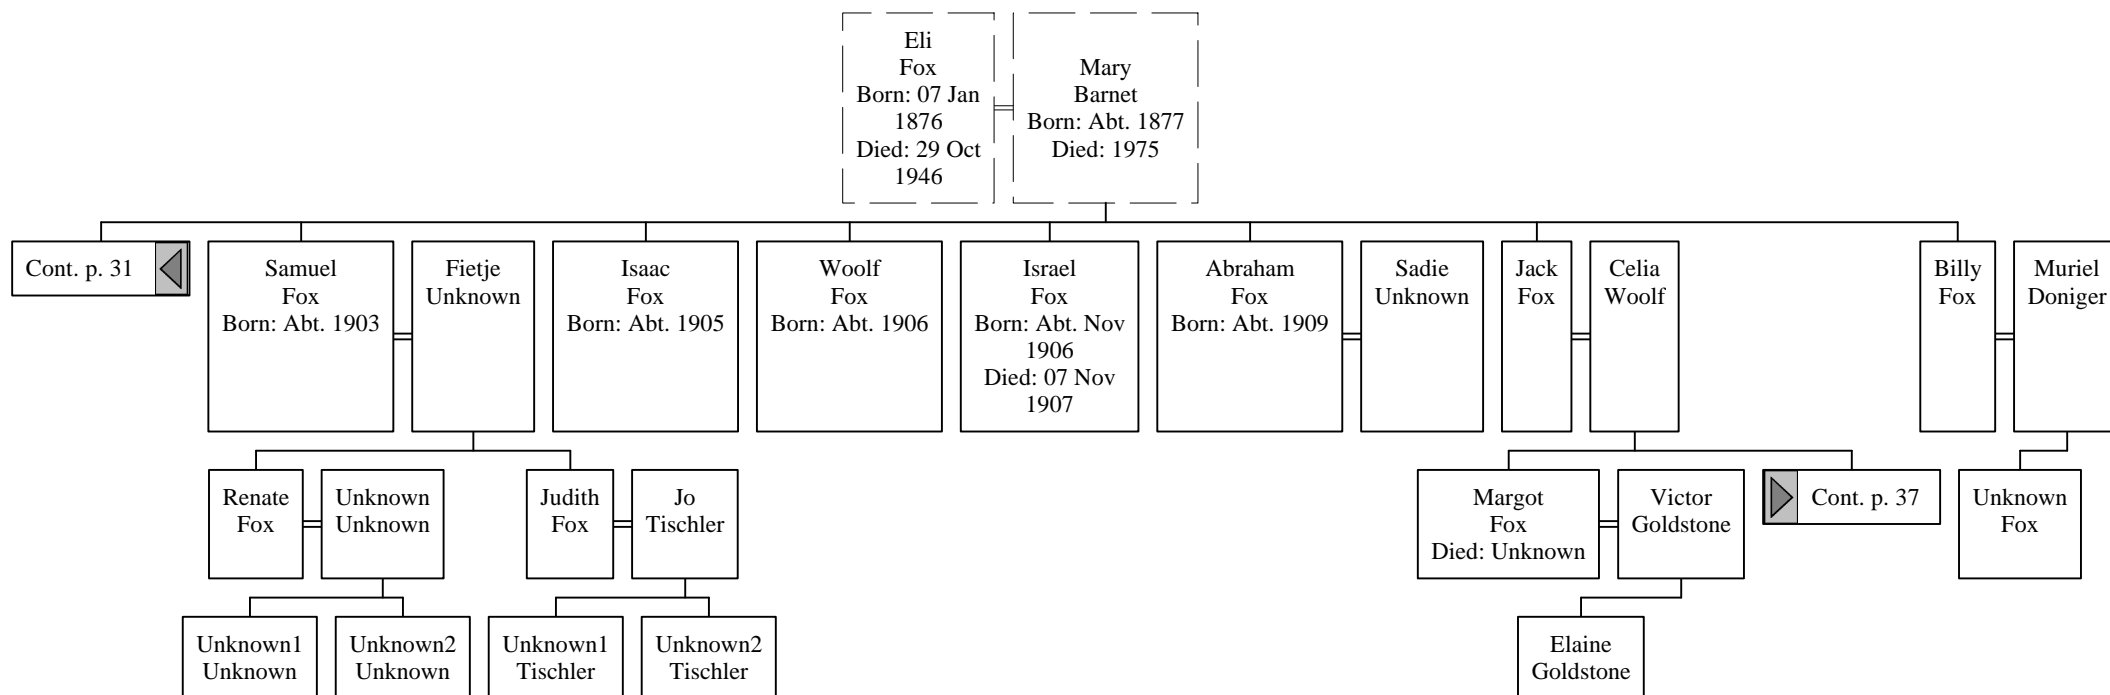 Eli
Fox
Born: 07 Jan
1876
Died: 29 Oct
1946
Mary
Barnet
Born: Abt. 1877
Died: 1975
Cont. p. 31
Samuel
Fox
Born: Abt. 1903
Fietje
Unknown
Isaac
Fox
Born: Abt. 1905
Woolf
Fox
Born: Abt. 1906
Israel
Fox
Born: Abt. Nov
1906
Died: 07 Nov
1907
Abraham
Fox
Born: Abt. 1909
Sadie
Unknown
Jack
Fox
Celia
Woolf
Billy
Fox
Muriel
Doniger
Renate
Fox
Unknown
Unknown
Judith
Fox
Jo
Tischler
Margot
Fox
Died: Unknown
Victor
Goldstone
Cont. p. 37
Unknown
Fox
Unknown1
Unknown
Unknown2
Unknown
Unknown1
Tischler
Unknown2
Tischler
Elaine
Goldstone